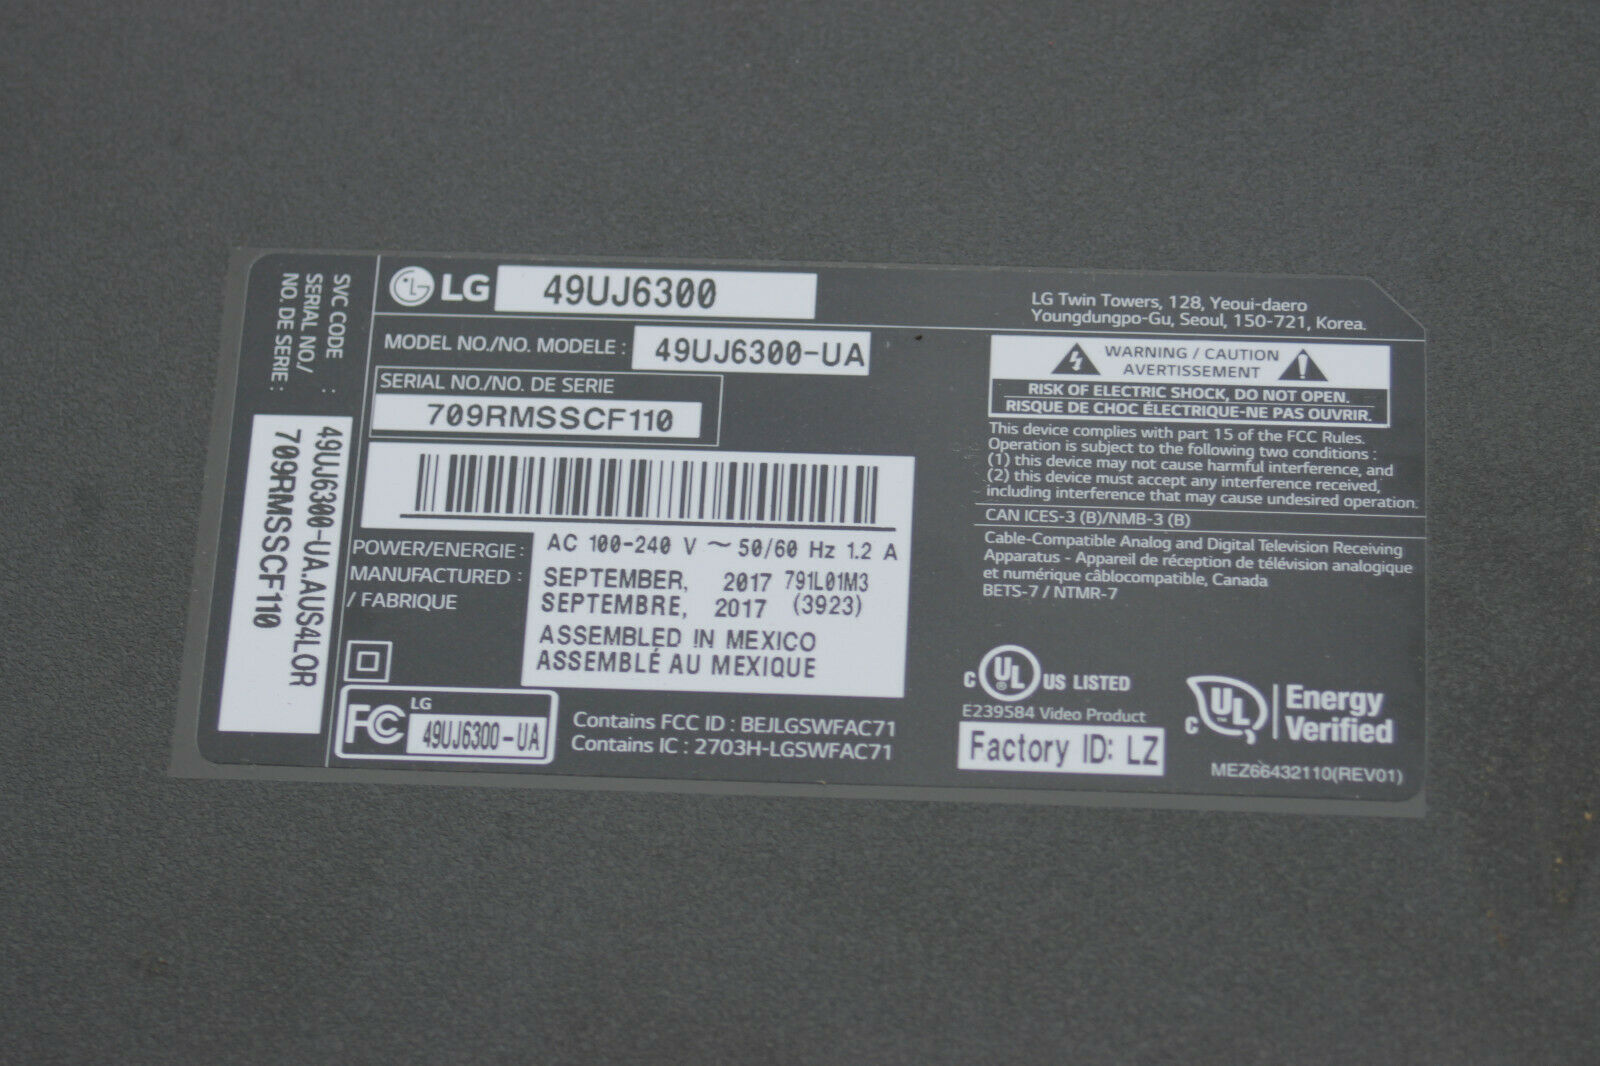 LG 49UJ6300
MODEL NO./NO. MODELE : 49UJ6300-UA
SERIAL NO./NO. DE SERIE
709RMSSCF110
POWER/ENERGIE : AC 100-240 V ~ 50/60 Hz 1.2 A
MANUFACTURED : SEPTEMBER, 2017 791L01M3
/ FABRIQUE SEPTEMBRE, 2017 (3923)
ASSEMBLED IN MEXICO
ASSEMBLÉ AU MEXIQUE
FC LG
49UJ6300-UA
Contains FCC ID : BEJLGSWFAC71
Contains IC : 2703H-LGSWFAC71
SVC CODE :
SERIAL NO./
NO. DE SERIE :
49UJ6300-UA.AUS4LOR
709RMSSCF110
LG Twin Towers, 128, Yeoui-daero
Youngdungpo-Gu, Seoul, 150-721, Korea.
WARNING / CAUTION
AVERTISSEMENT
RISK OF ELECTRIC SHOCK, DO NOT OPEN.
RISQUE DE CHOC ÉLECTRIQUE-NE PAS OUVRIR.
This device complies with part 15 of the FCC Rules.
Operation is subject to the following two conditions :
(1) this device may not cause harmful interference, and
(2) this device must accept any interference received,
including interference that may cause undesired operation.
CAN ICES-3 (B)/NMB-3 (B)
Cable-Compatible Analog and Digital Television Receiving
Apparatus - Appareil de réception de télévision analogique
et numérique câblocompatible, Canada
BETS-7 / NTMR-7
C UL ® US LISTED
E239584 Video Product
Factory ID: LZ
C UL Energy
Verified
MEZ66432110(REV01)